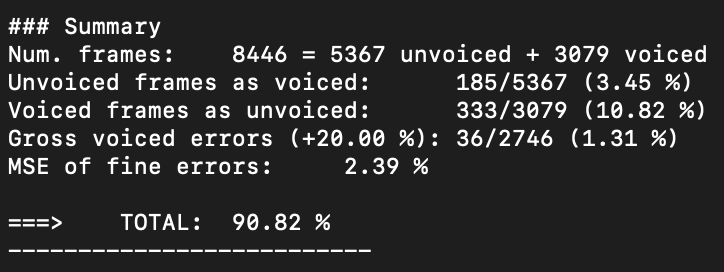 ### Summary
Num. frames:    8446 = 5367 unvoiced + 3079 voiced
Unvoiced frames as voiced:      185/5367 (3.45 %)
Voiced frames as unvoiced:      333/3079 (10.82 %)
Gross voiced errors (+20.00 %): 36/2746 (1.31 %)
MSE of fine errors:     2.39 %

===>    TOTAL:  90.82 %
--------------------------